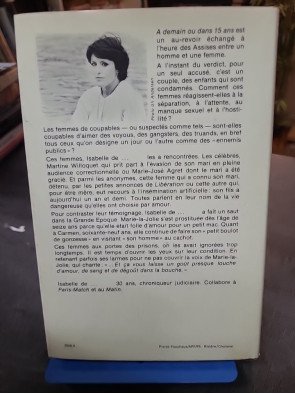 A demain ou dans 15 ans est
un au-revoir échangé à
l'heure des Assises entre un
homme et une femme.
A l'instant du verdict, pour
un seul accusé, c'est un
couple, des enfants qui sont
condamnés. Comment ces
femmes réagissent-elles à la
séparation, à l'attente, au
manque sexuel et à l'hosti-
lité ?
Les femmes de coupables — ou suspectés comme tels — sont-elles
coupables d'aimer des voyous, des gangsters, des truands, en bref
tous ceux qu'on désigne un jour ou l'autre comme des «ennemis
publics» ?
Ces femmes, Isabelle de ... les a rencontrées. Les célèbres,
Martine Willoquet qui prit part à l'évasion de son mari en pleine
audience correctionnelle ou Marie-José Agret dont le mari a été
gracié. Et parmi les anonymes, cette femme qui a connu son mari,
détenu, par les petites annonces de Libération ou cette autre qui,
pour être mère, eut recours à l'insémination artificielle: son fils a
aujourd'hui un an et demi. Toutes parlent en leur nom de la vie
dangereuse qu'elles ont choisie par amour.
Pour contraster leur témoignage, Isabelle de ... a fait un saut
dans la Grande Epoque. Marie-la-Jolie s'est prostituée dès l'âge de
seize ans parce qu'elle était folle d'amour pour un petit mac. Quant
à Carmen, soixante-neuf ans, elle continue de faire son «petit boulot
de gonzesse» en visitant «son homme» au cachot.
Ces femmes aux portes des prisons, on les avait ignorées trop
longtemps. Il est temps d'ouvrir les yeux sur leur condition. En
retenant parfois ses larmes pour ne pas couvrir la voix de Marie-la-
Jolie, qui chante: «... Et ça vous laisse un goût presque louche
d'amour, de sang et de dégoût dans la bouche.»
Isabelle de ... 30 ans, chroniqueur judiciaire. Collabore à
Paris-Match et au Matin.